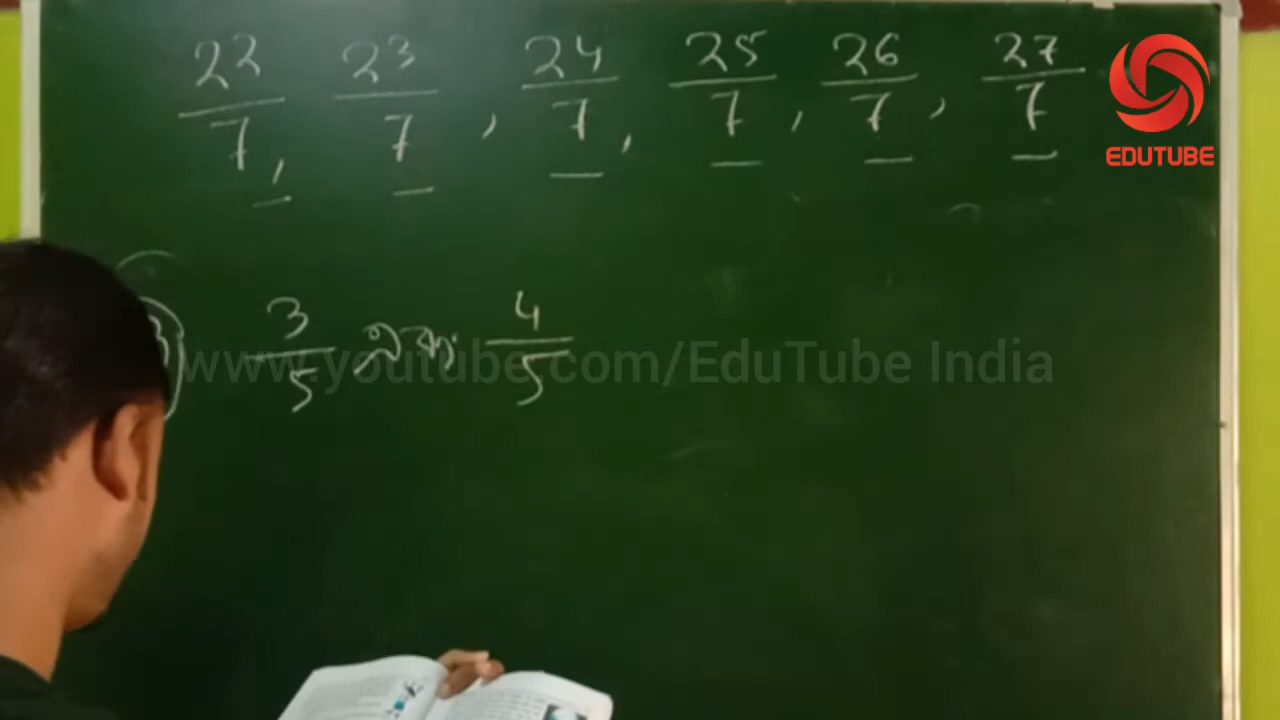 22/7, 23/7, 24/7, 25/7, 26/7, 27/7
EDUTUBE
3/5 আৰু 4/5
www.youtube.com/EduTube India